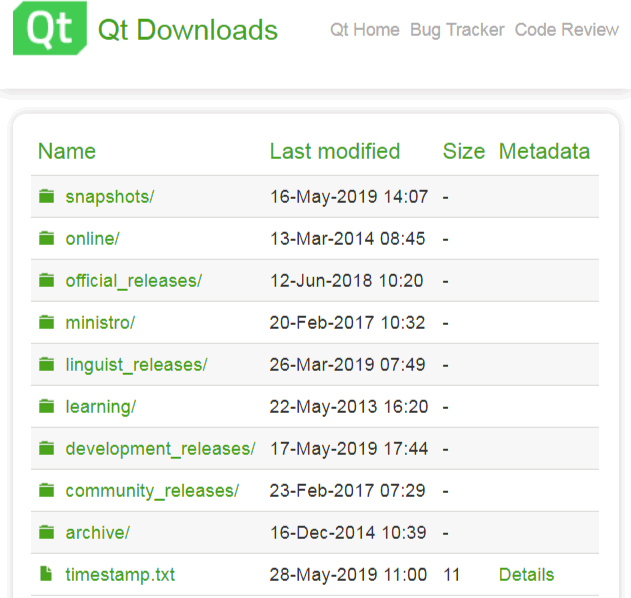 Qt Qt Downloads Qt Home Bug Tracker Code Review
Name Last modified Size Metadata
snapshots/ 16-May-2019 14:07 -
online/ 13-Mar-2014 08:45 -
official_releases/ 12-Jun-2018 10:20 -
ministro/ 20-Feb-2017 10:32 -
linguist_releases/ 26-Mar-2019 07:49 -
learning/ 22-May-2013 16:20 -
development_releases/ 17-May-2019 17:44 -
community_releases/ 23-Feb-2017 07:29 -
archive/ 16-Dec-2014 10:39 -
timestamp.txt 28-May-2019 11:00 11 Details